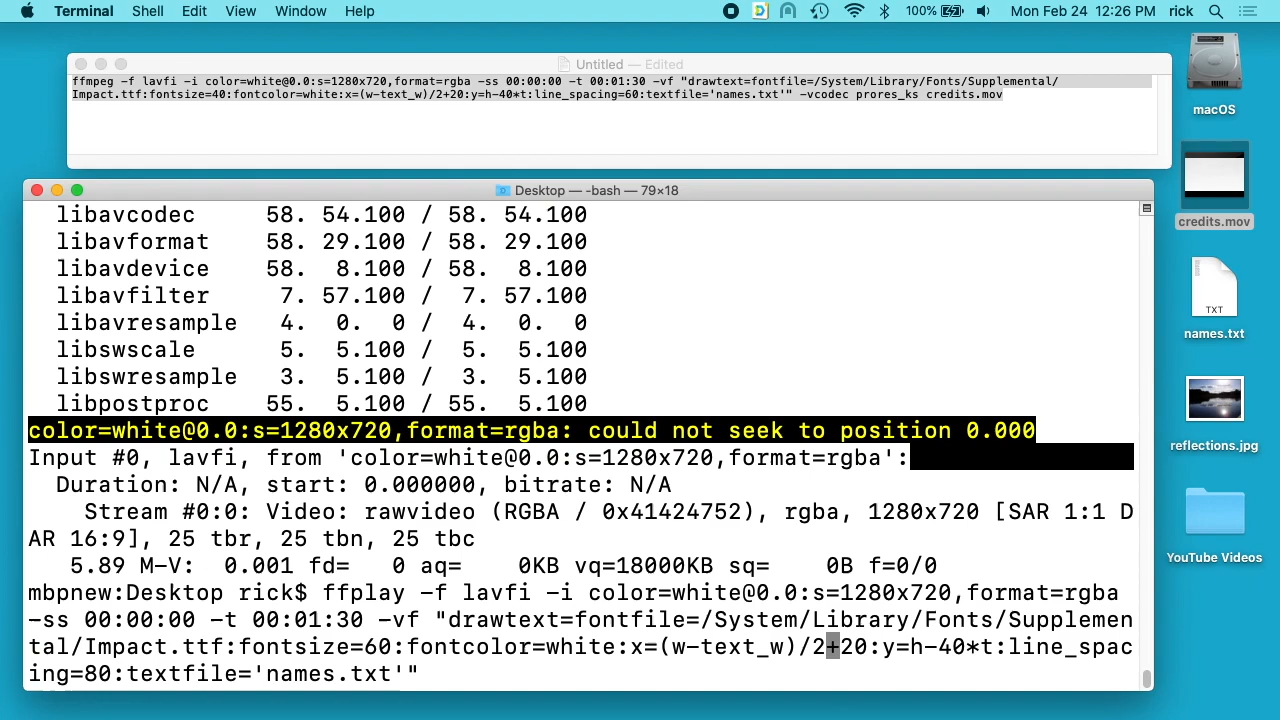 Terminal Shell Edit View Window Help 100% Mon Feb 24 12:26 PM rick
Untitled — Edited
ffmpeg -f lavfi -i color=white@0.0:s=1280x720,format=rgba -ss 00:00:00 -t 00:01:30 -vf "drawtext=fontfile=/System/Library/Fonts/Supplemental/
Impact.ttf:fontsize=40:fontcolor=white:x=(w-text_w)/2+20:y=h-40*t:line_spacing=60:textfile='names.txt'" -vcodec prores_ks credits.mov
macOS
credits.mov
TXT
names.txt
reflections.jpg
YouTube Videos
Desktop — -bash — 79×18
libavcodec 58. 54.100 / 58. 54.100
libavformat 58. 29.100 / 58. 29.100
libavdevice 58. 8.100 / 58. 8.100
libavfilter 7. 57.100 / 7. 57.100
libavresample 4. 0. 0 / 4. 0. 0
libswscale 5. 5.100 / 5. 5.100
libswresample 3. 5.100 / 3. 5.100
libpostproc 55. 5.100 / 55. 5.100
color=white@0.0:s=1280x720,format=rgba: could not seek to position 0.000
Input #0, lavfi, from 'color=white@0.0:s=1280x720,format=rgba':
Duration: N/A, start: 0.000000, bitrate: N/A
Stream #0:0: Video: rawvideo (RGBA / 0x41424752), rgba, 1280x720 [SAR 1:1 D
AR 16:9], 25 tbr, 25 tbn, 25 tbc
5.89 M-V: 0.001 fd= 0 aq= 0KB vq=18000KB sq= 0B f=0/0
mbpnew:Desktop rick$ ffplay -f lavfi -i color=white@0.0:s=1280x720,format=rgba
-ss 00:00:00 -t 00:01:30 -vf "drawtext=fontfile=/System/Library/Fonts/Supplemen
tal/Impact.ttf:fontsize=60:fontcolor=white:x=(w-text_w)/2+20:y=h-40*t:line_spac
ing=80:textfile='names.txt'"